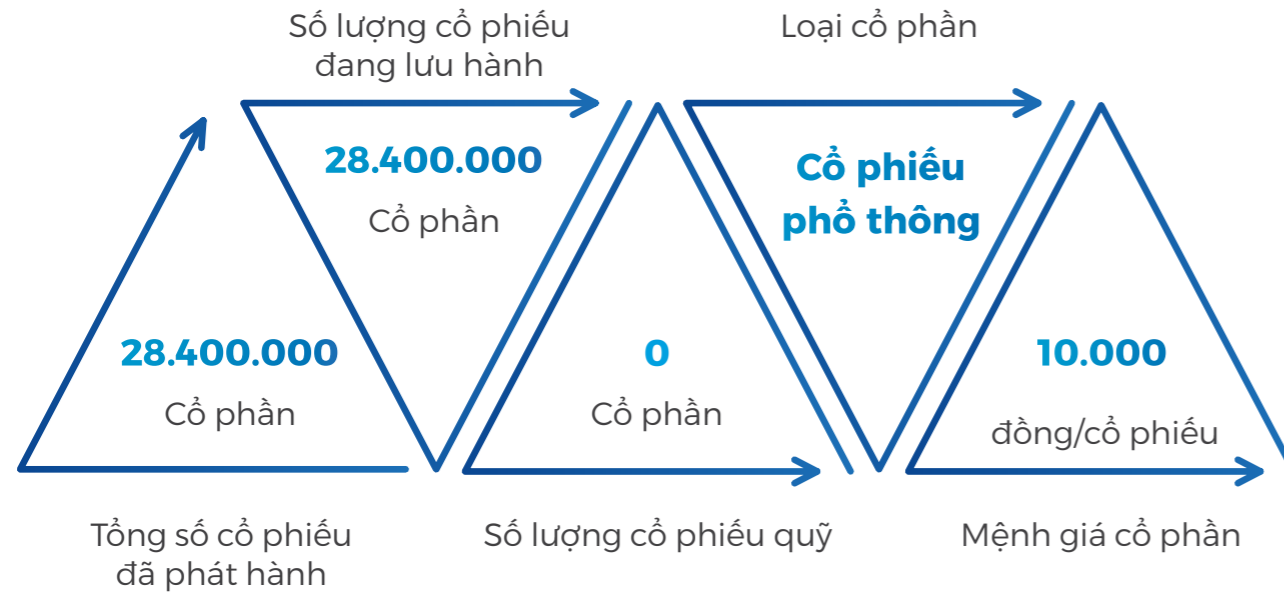 Số lượng cổ phiếu
đang lưu hành
Loại cổ phần
28.400.000
Cổ phần
Cổ phiếu
phổ thông
28.400.000
Cổ phần
0
Cổ phần
10.000
đồng/cổ phiếu
Tổng số cổ phiếu
đã phát hành
Số lượng cổ phiếu quỹ
Mệnh giá cổ phần